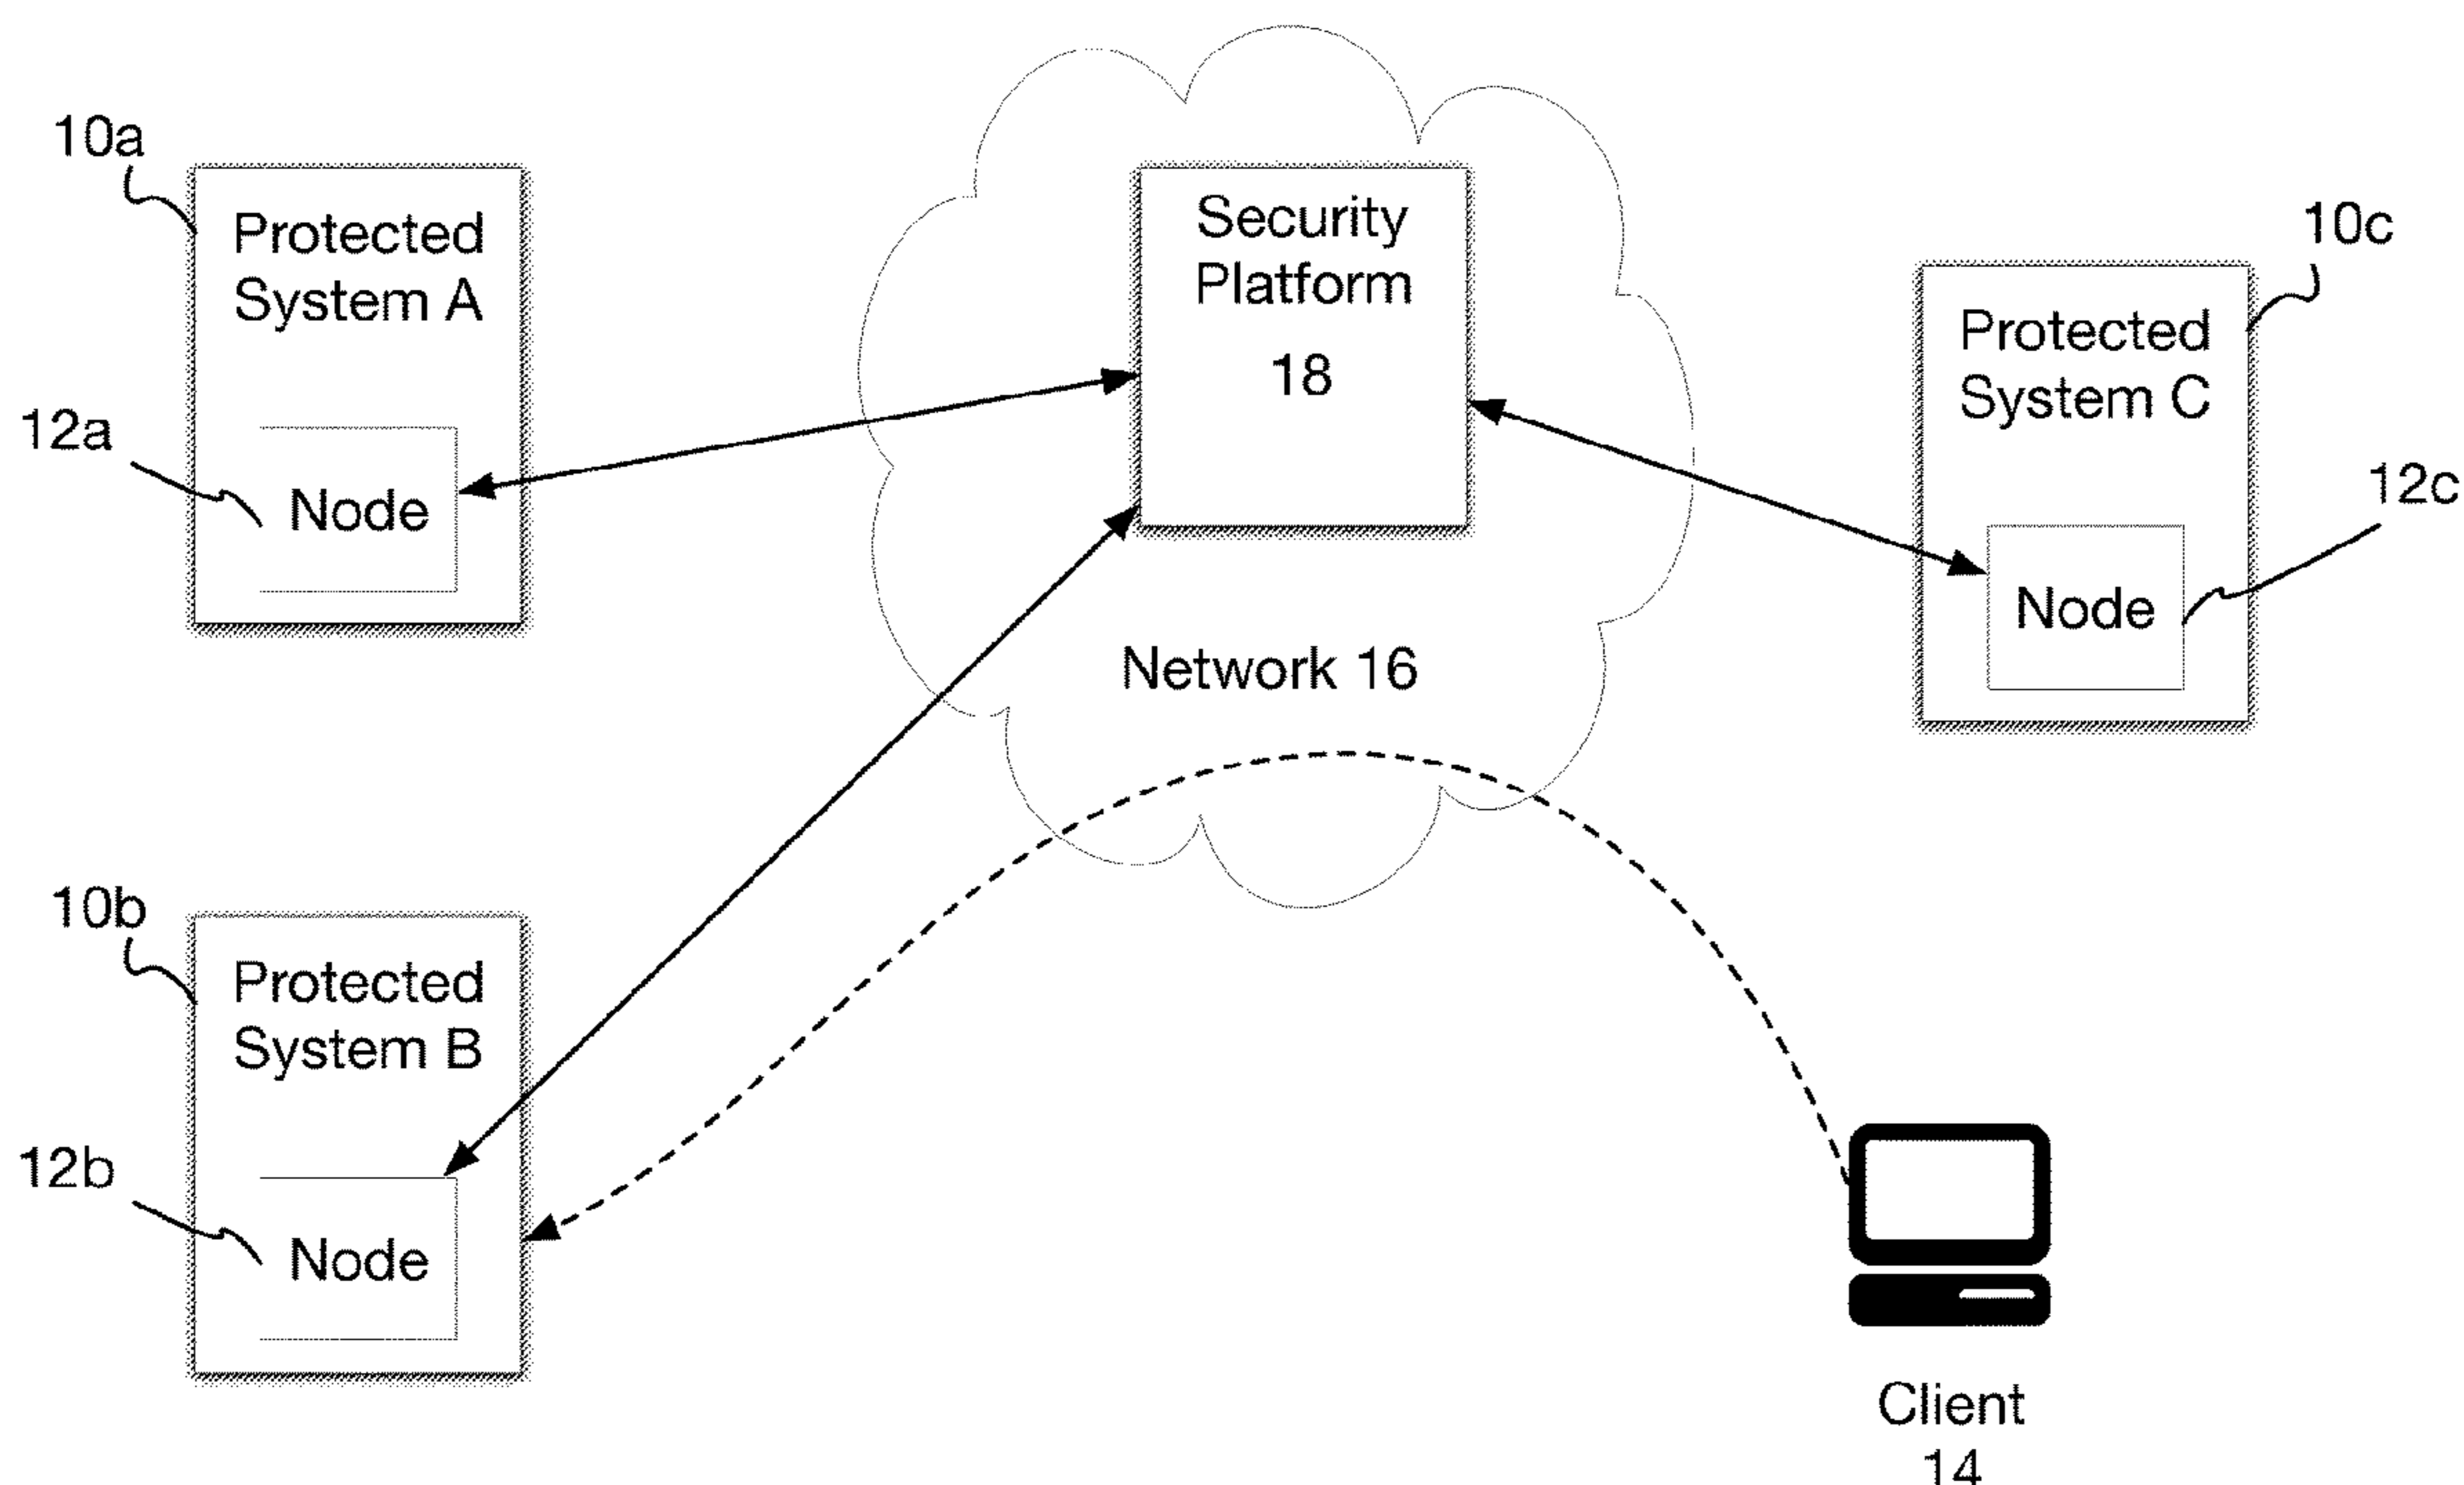 10a
Protected
System A
12a
Node
Security
Platform
18
Network 16
10c
Protected
System C
12c
Node
10b
Protected
System B
12b
Node
Client
14